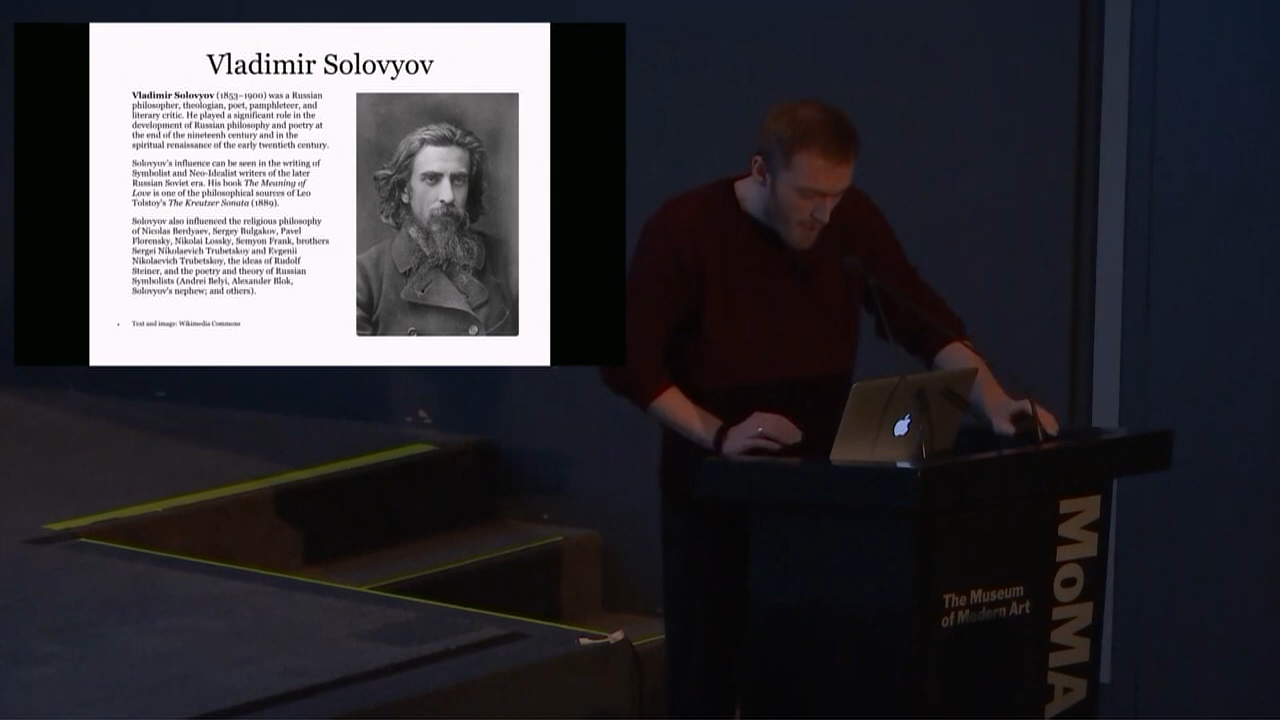 Vladimir Solovyov
Vladimir Solovyov (1853–1900) was a Russian
philosopher, theologian, poet, pamphleteer, and
literary critic. He played a significant role in the
development of Russian philosophy and poetry at
the end of the nineteenth century and in the
spiritual renaissance of the early twentieth century.
Solovyov's influence can be seen in the writing of
Symbolist and Neo-Idealist writers of the later
Russian Soviet era. His book The Meaning of
Love is one of the philosophical sources of Leo
Tolstoy's The Kreutzer Sonata (1889).
Solovyov also influenced the religious philosophy
of Nicolas Berdyaev, Sergey Bulgakov, Pavel
Florensky, Nikolai Lossky, Semyon Frank, brothers
Sergei Nikolaevich Trubetskoy and Evgenii
Nikolaevich Trubetskoy, the ideas of Rudolf
Steiner, and the poetry and theory of Russian
Symbolists (Andrei Belyi, Alexander Blok,
Solovyov's nephew; and others).
• Text and image: Wikimedia Commons
The Museum
of Modern Art
MoMA